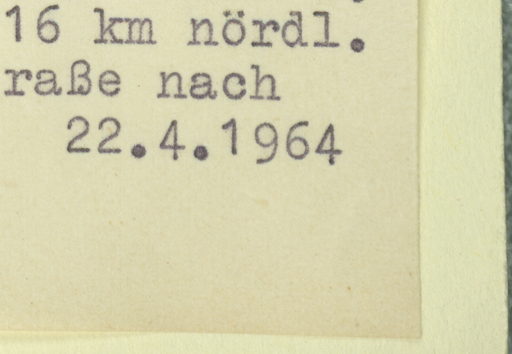 16 km nördl.
raße nach
22.4.1964